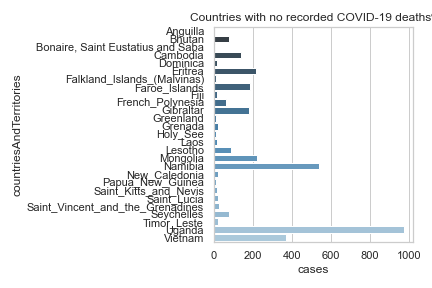 Countries with no recorded COVID-19 deaths*
countriesAndTerritories
Anguilla
Bhutan
Bonaire, Saint Eustatius and Saba
Cambodia
Dominica
Eritrea
Falkland_Islands_(Malvinas)
Faroe_Islands
Fiji
French_Polynesia
Gibraltar
Greenland
Grenada
Holy_See
Laos
Lesotho
Mongolia
Namibia
New_Caledonia
Papua_New_Guinea
Saint_Kitts_and_Nevis
Saint_Lucia
Saint_Vincent_and_the_Grenadines
Seychelles
Timor_Leste
Uganda
Vietnam
0 200 400 600 800 1000
cases